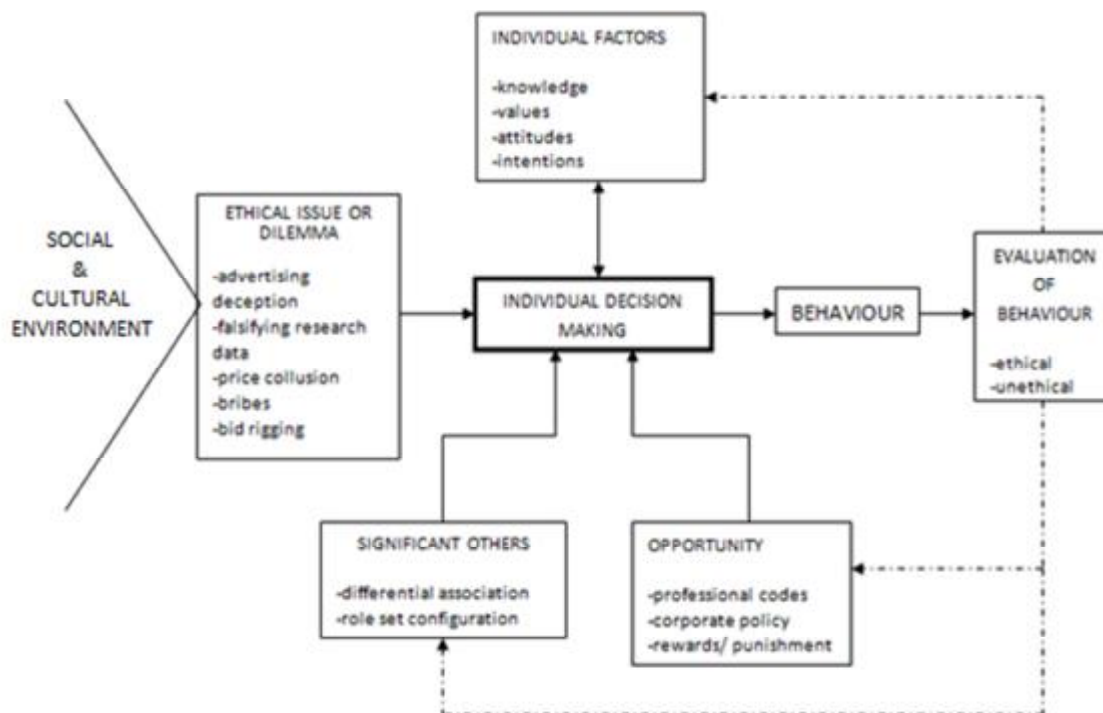 SOCIAL
&
CULTURAL
ENVIRONMENT
ETHICAL ISSUE OR
DILEMMA
-advertising
deception
-falsifying research
data
-price collusion
-bribes
-bid rigging
INDIVIDUAL FACTORS
-knowledge
-values
-attitudes
-intentions
INDIVIDUAL DECISION
MAKING
BEHAVIOUR
EVALUATION
OF
BEHAVIOUR
-ethical
-unethical
SIGNIFICANT OTHERS
-differential association
-role set configuration
OPPORTUNITY
-professional codes
-corporate policy
-rewards/ punishment